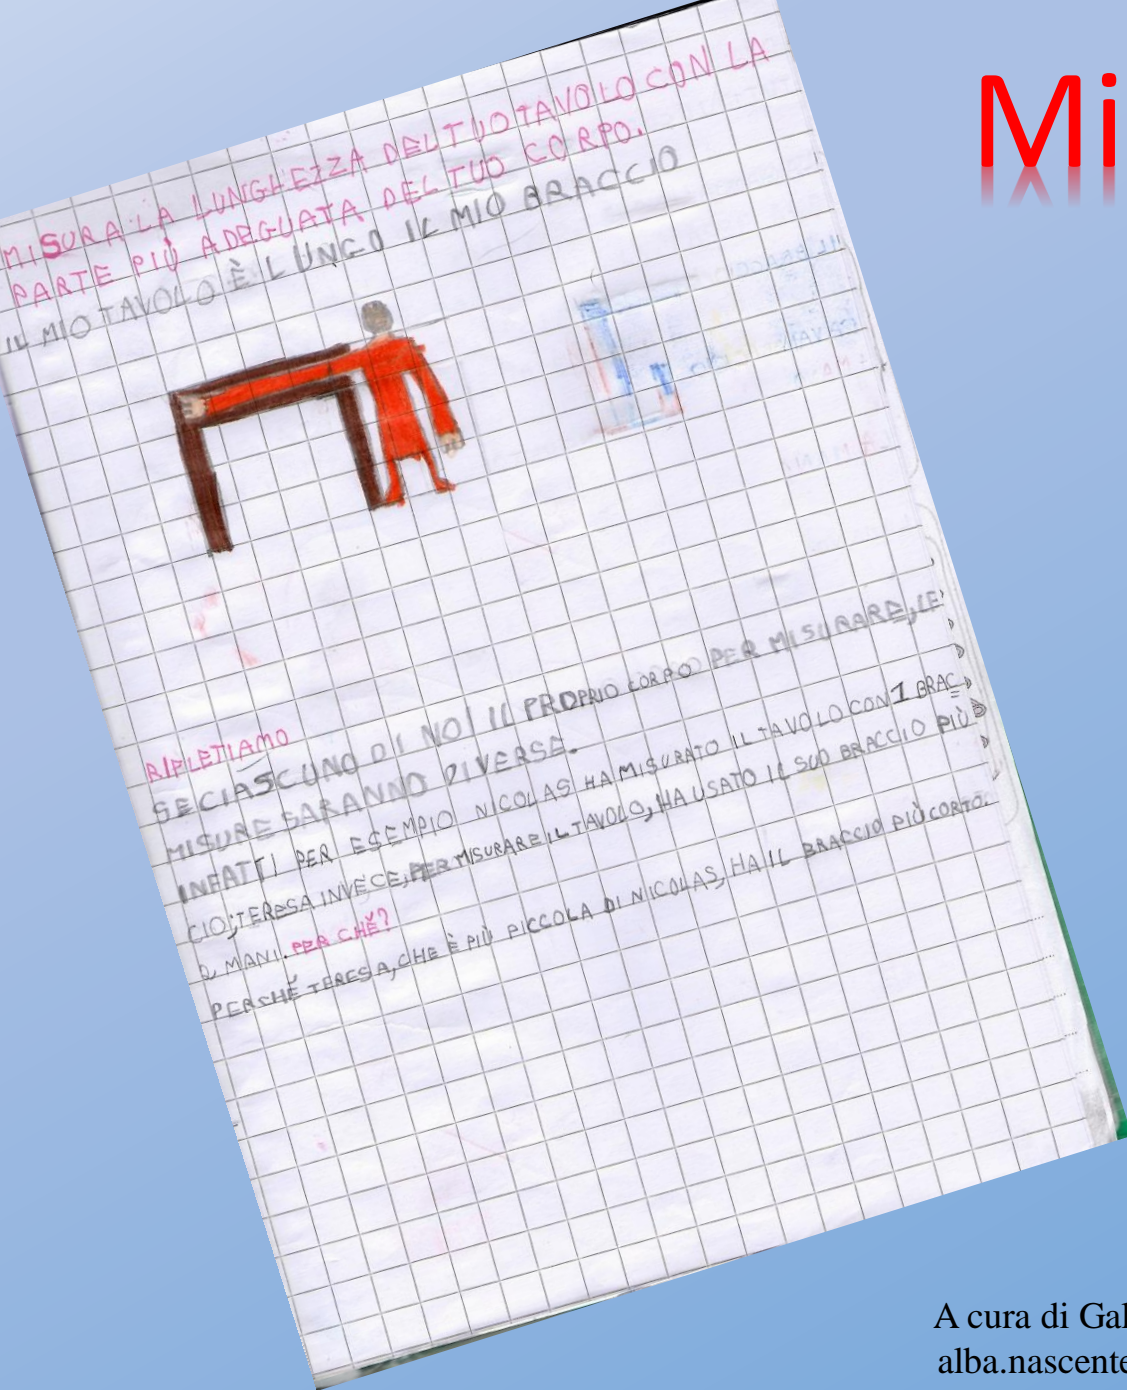 Mi
MISURA LA LUNGHEZZA DEL TUO TAVOLO CON LA
PARTE PIÙ ADEGUATA DEL TUO CORPO.
IL MIO TAVOLO È LUNGO IL MIO BRACCIO
RIFLETIAMO
SE CIASCUNO DI NOI IL PROPRIO CORPO PER MISURARE, LE
MISURE SARANNO DIVERSE.
INFATTI PER ESEMPIO NICOLAS HA MISURATO IL TAVOLO CON 1 BRAC
CIO; TERESA INVECE, PER MISURARE IL TAVOLO, HA USATO IL SUO BRACCIO PIÙ
2 MANI. PERCHÉ?
PERCHÉ TERESA, CHE È PIÙ PICCOLA DI NICOLAS, HA IL BRACCIO PIÙ CORTO.
A cura di Gal
alba.nascente